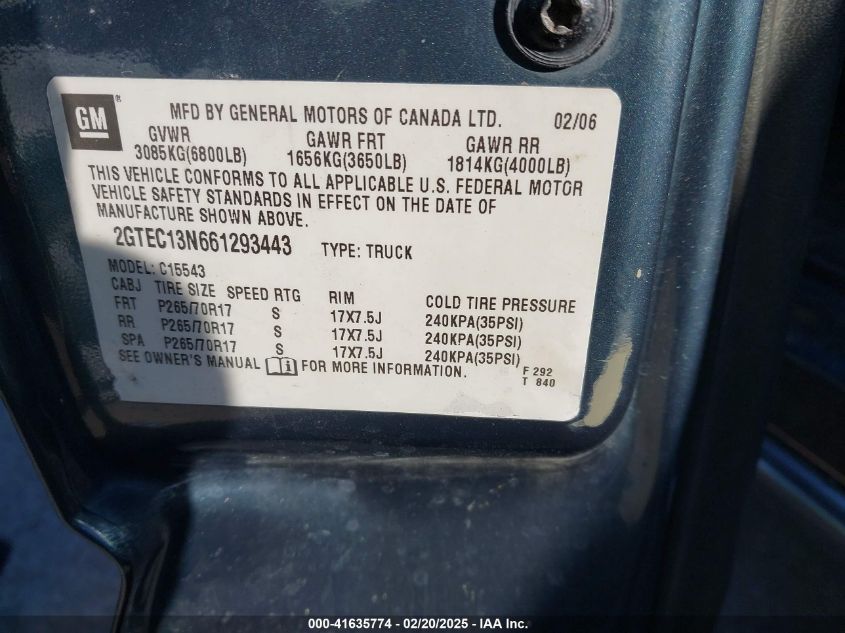 GM ®
MFD BY GENERAL MOTORS OF CANADA LTD. 02/06
GVWR GAWR FRT GAWR RR
3085KG(6800LB) 1656KG(3650LB) 1814KG(4000LB)
THIS VEHICLE CONFORMS TO ALL APPLICABLE U.S. FEDERAL MOTOR
VEHICLE SAFETY STANDARDS IN EFFECT ON THE DATE OF
MANUFACTURE SHOWN ABOVE.
2GTEC13N661293443 TYPE: TRUCK
MODEL: C15543
CABJ TIRE SIZE SPEED RTG RIM COLD TIRE PRESSURE
FRT P265/70R17 S 17X7.5J 240KPA(35PSI)
RR P265/70R17 S 17X7.5J 240KPA(35PSI)
SPA P265/70R17 S 17X7.5J 240KPA(35PSI)
SEE OWNER'S MANUAL FOR MORE INFORMATION.
F 292
T 840
000-41635774 / 02/20/2025 - IAA Inc.